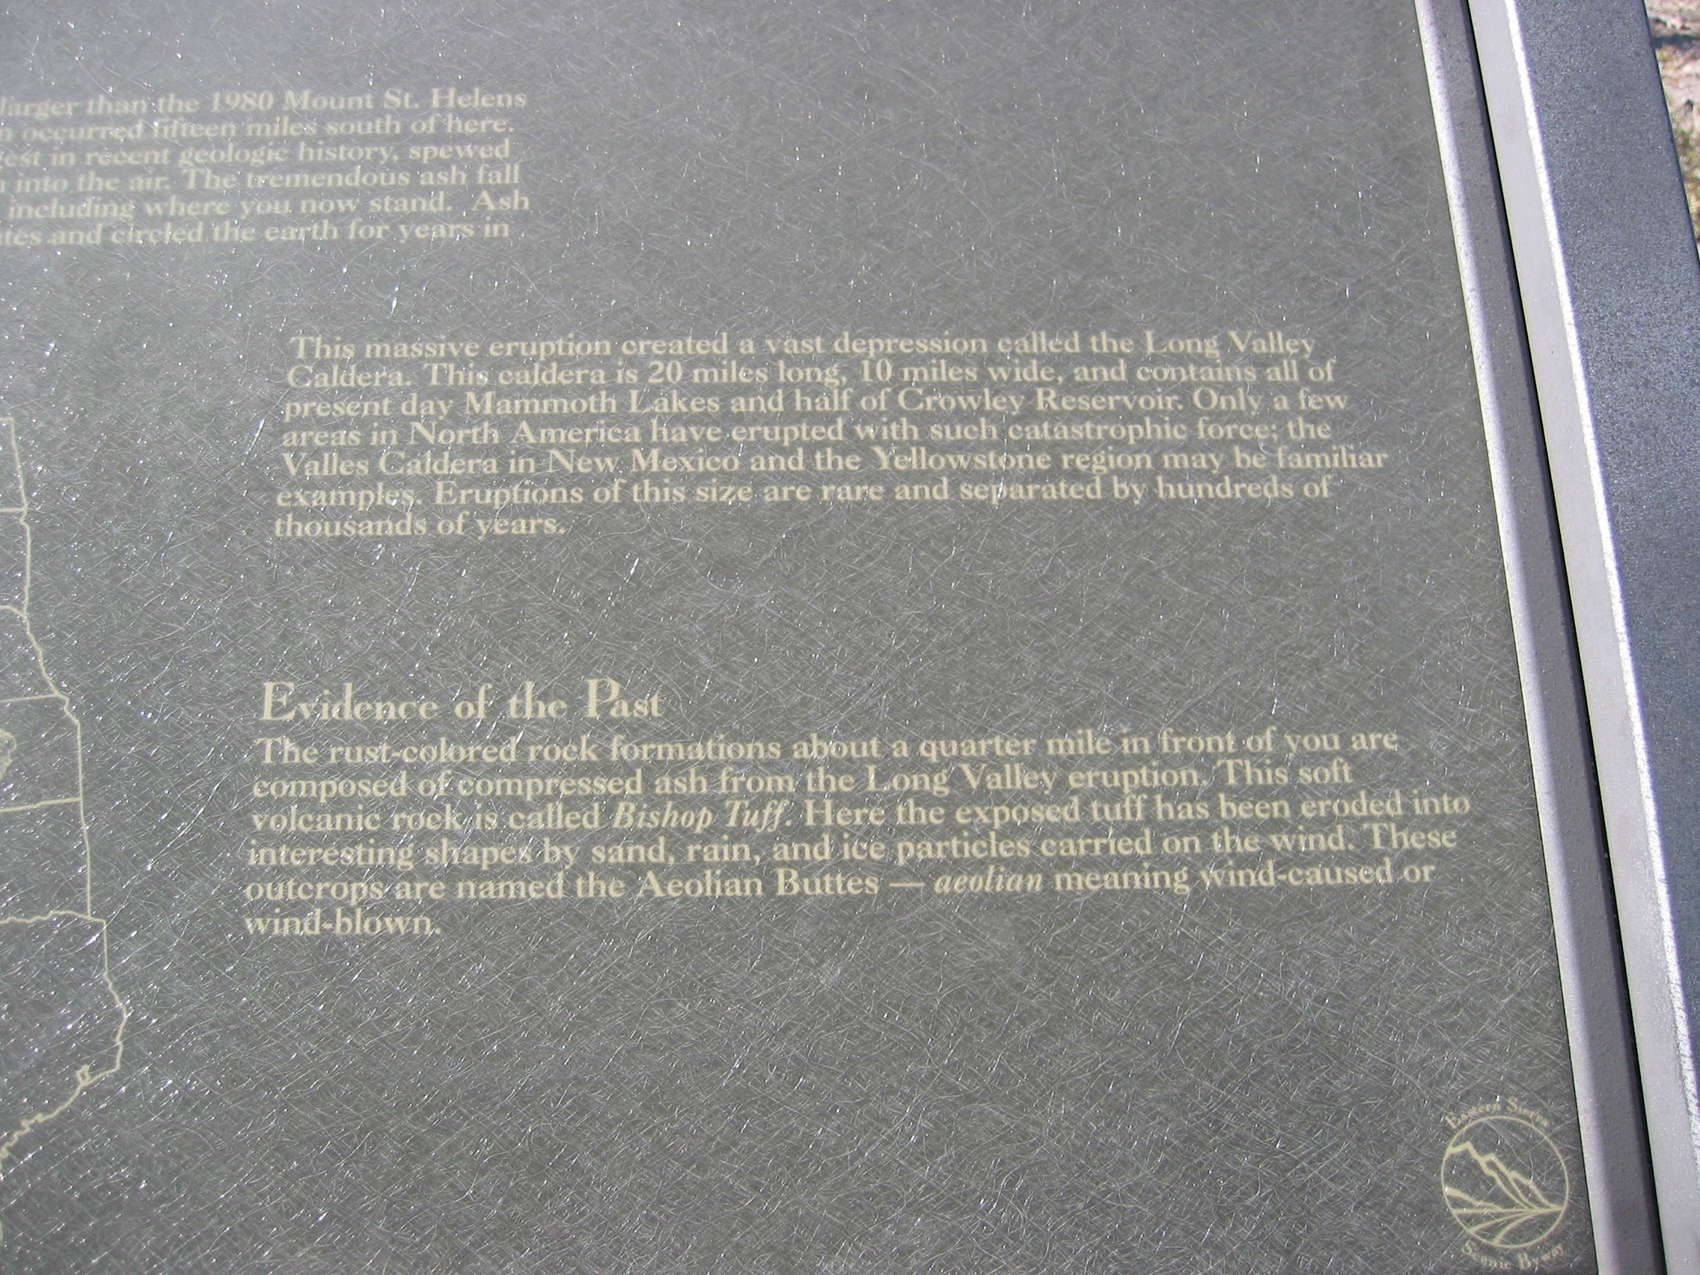 larger than the 1980 Mount St. Helens
occurred fifteen miles south of here.
in recent geologic history, spewed
into the air. The tremendous ash fall
including where you now stand. Ash
and circled the earth for years in
This massive eruption created a vast depression called the Long Valley
Caldera. This caldera is 20 miles long, 10 miles wide, and contains all of
present day Mammoth Lakes and half of Crowley Reservoir. Only a few
areas in North America have erupted with such catastrophic force; the
Valles Caldera in New Mexico and the Yellowstone region may be familiar
examples. Eruptions of this size are rare and separated by hundreds of
thousands of years.
Evidence of the Past
The rust-colored rock formations about a quarter mile in front of you are
composed of compressed ash from the Long Valley eruption. This soft
volcanic rock is called Bishop Tuff. Here the exposed tuff has been eroded into
interesting shapes by sand, rain, and ice particles carried on the wind. These
outcrops are named the Aeolian Buttes — aeolian meaning wind-caused or
wind-blown.
Eastern Sierra
Scenic Byway